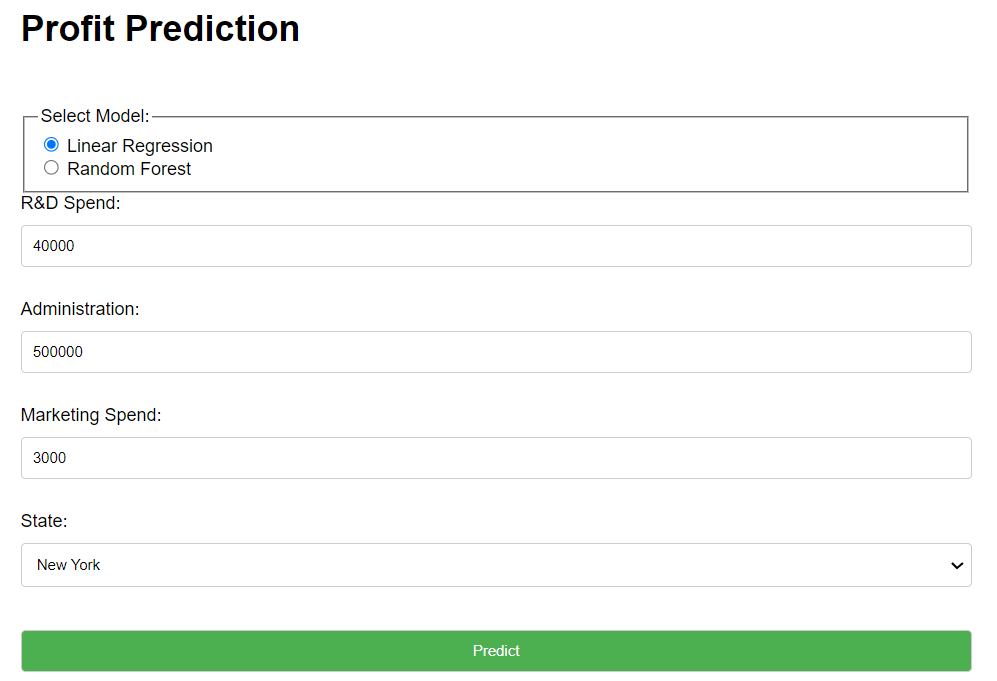 Profit Prediction
Select Model:
Linear Regression
Random Forest
R&D Spend:
40000
Administration:
500000
Marketing Spend:
3000
State:
New York
Predict